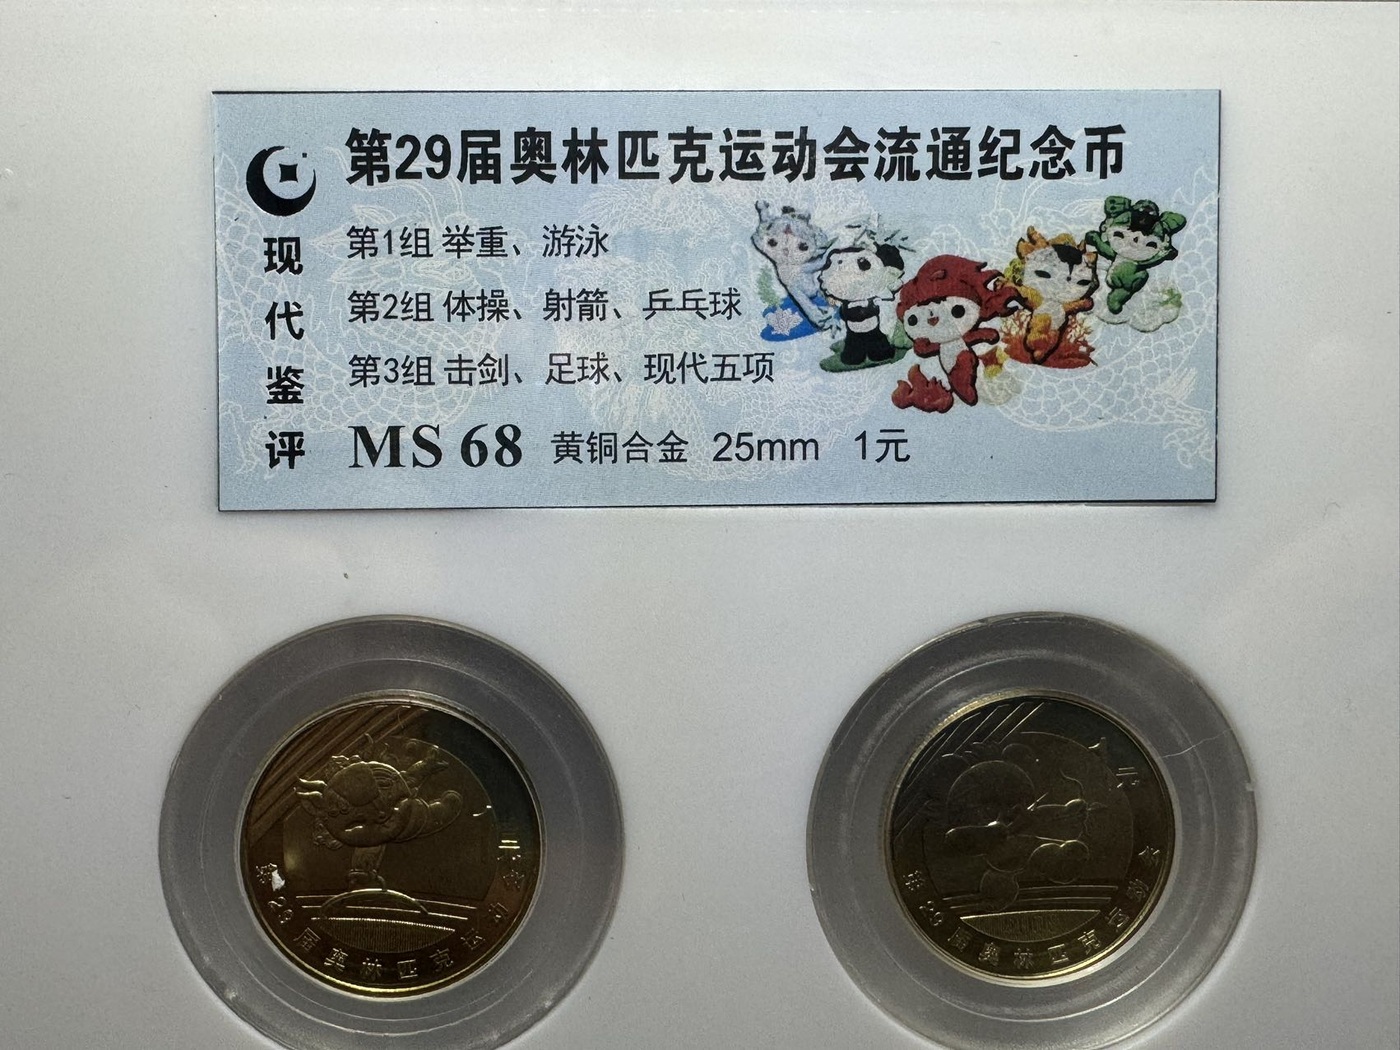 第29届奥林匹克运动会流通纪念币
现代鉴评
第1组 举重、游泳
第2组 体操、射箭、乒乓球
第3组 击剑、足球、现代五项
MS 68 黄铜合金 25mm 1元
第29届奥林匹克运动会
第29届奥林匹克运动会